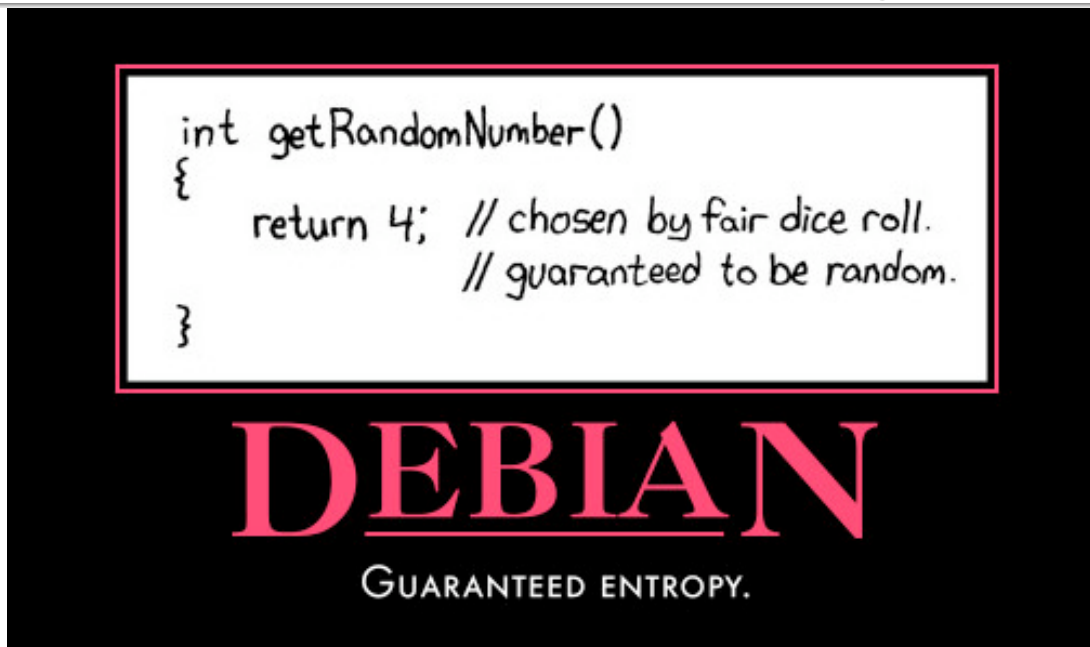 int getRandomNumber()
{
return 4; // chosen by fair dice roll.
// guaranteed to be random.
}
DEBIAN
GUARANTEED ENTROPY.